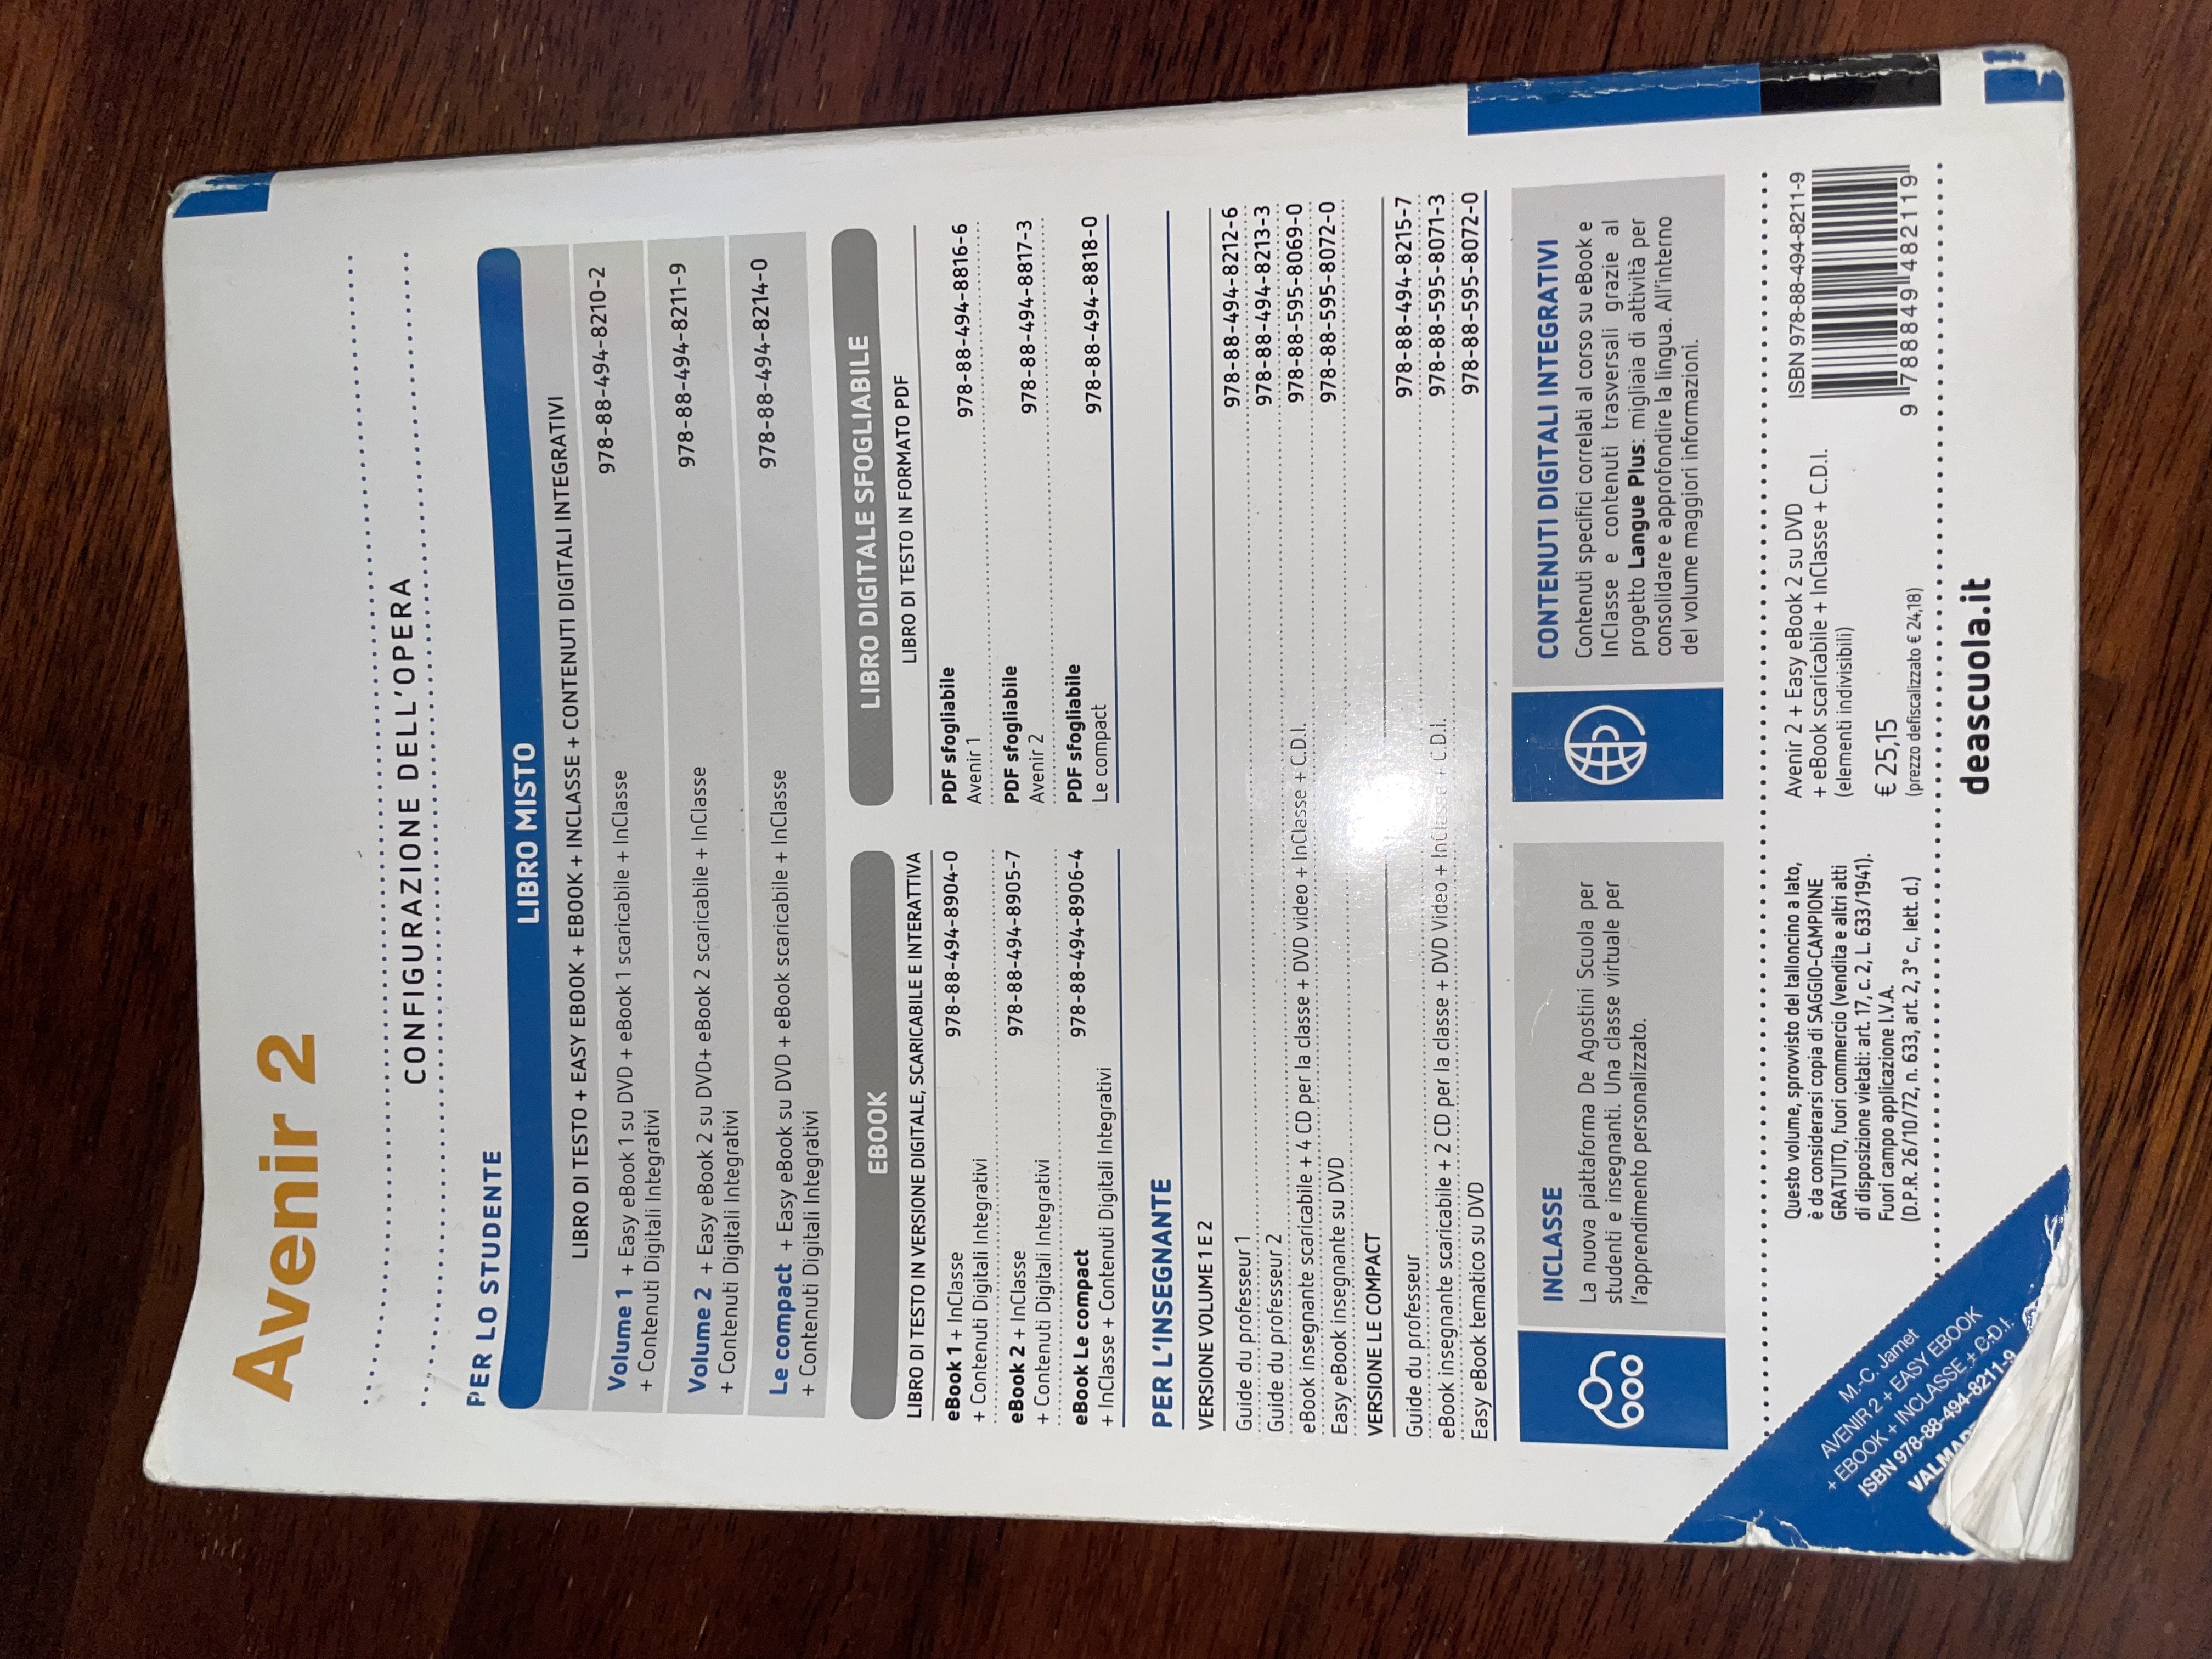 Avenir 2
CONFIGURAZIONE DELL'OPERA
PER LO STUDENTE
LIBRO MISTO
LIBRO DI TESTO + EASY EBOOK + EBOOK + INCLASSE + CONTENUTI DIGITALI INTEGRATIVI
Volume 1 + Easy eBook 1 su DVD + eBook 1 scaricabile + InClasse 978-88-494-8210-2
+ Contenuti Digitali Integrativi
Volume 2 + Easy eBook 2 su DVD+ eBook 2 scaricabile + InClasse 978-88-494-8211-9
+ Contenuti Digitali Integrativi
Le compact + Easy eBook su DVD + eBook scaricabile + InClasse 978-88-494-8214-0
+ Contenuti Digitali Integrativi
EBOOK
LIBRO DI TESTO IN VERSIONE DIGITALE, SCARICABILE E INTERATTIVA
eBook 1 + InClasse 978-88-494-8904-0
+ Contenuti Digitali Integrativi
eBook 2 + InClasse 978-88-494-8905-7
+ Contenuti Digitali Integrativi
eBook Le compact 978-88-494-8906-4
+ InClasse + Contenuti Digitali Integrativi
LIBRO DIGITALE SFOGLIABILE
LIBRO DI TESTO IN FORMATO PDF
PDF sfogliabile 978-88-494-8816-6
Avenir 1
PDF sfogliabile 978-88-494-8817-3
Avenir 2
PDF sfogliabile 978-88-494-8818-0
Le compact
PER L'INSEGNANTE
VERSIONE VOLUME 1 E 2
Guide du professeur 1 978-88-494-8212-6
Guide du professeur 2 978-88-494-8213-3
eBook insegnante scaricabile + 4 CD per la classe + DVD video + InClasse + C.D.I. 978-88-595-8069-0
Easy eBook insegnante su DVD 978-88-595-8072-0
VERSIONE LE COMPACT
Guide du professeur 978-88-494-8215-7
eBook insegnante scaricabile + 2 CD per la classe + DVD Video + InClasse + C.D.I. 978-88-595-8071-3
Easy eBook tematico su DVD 978-88-595-8072-0
INCLASSE
La nuova piattaforma De Agostini Scuola per
studenti e insegnanti. Una classe virtuale per
l'apprendimento personalizzato.
CONTENUTI DIGITALI INTEGRATIVI
Contenuti specifici correlati al corso su eBook e
InClasse e contenuti trasversali grazie al
progetto Langue Plus: migliaia di attività per
consolidare e approfondire la lingua. All'interno
del volume maggiori informazioni.
M.-C. Jamet
AVENIR 2 + EASY EBOOK
+ EBOOK + INCLASSE + C.D.I.
ISBN 978-88-494-8211-9
Questo volume, sprovvisto del talloncino a lato,
è da considerarsi copia di SAGGIO-CAMPIONE
GRATUITO, fuori commercio (vendita e altri atti
di disposizione vietati: art. 17, c. 2, L. 633/1941).
Fuori campo applicazione I.V.A.
(D.P.R. 26/10/72, n. 633, art. 2, 3° c., lett. d.)
Avenir 2 + Easy eBook 2 su DVD
+ eBook scaricabile + InClasse + C.D.I.
(elementi indivisibili)
€ 25,15
(prezzo defiscalizzato € 24,18)
ISBN 978-88-494-8211-9
9 788849 482119
deascuola.it